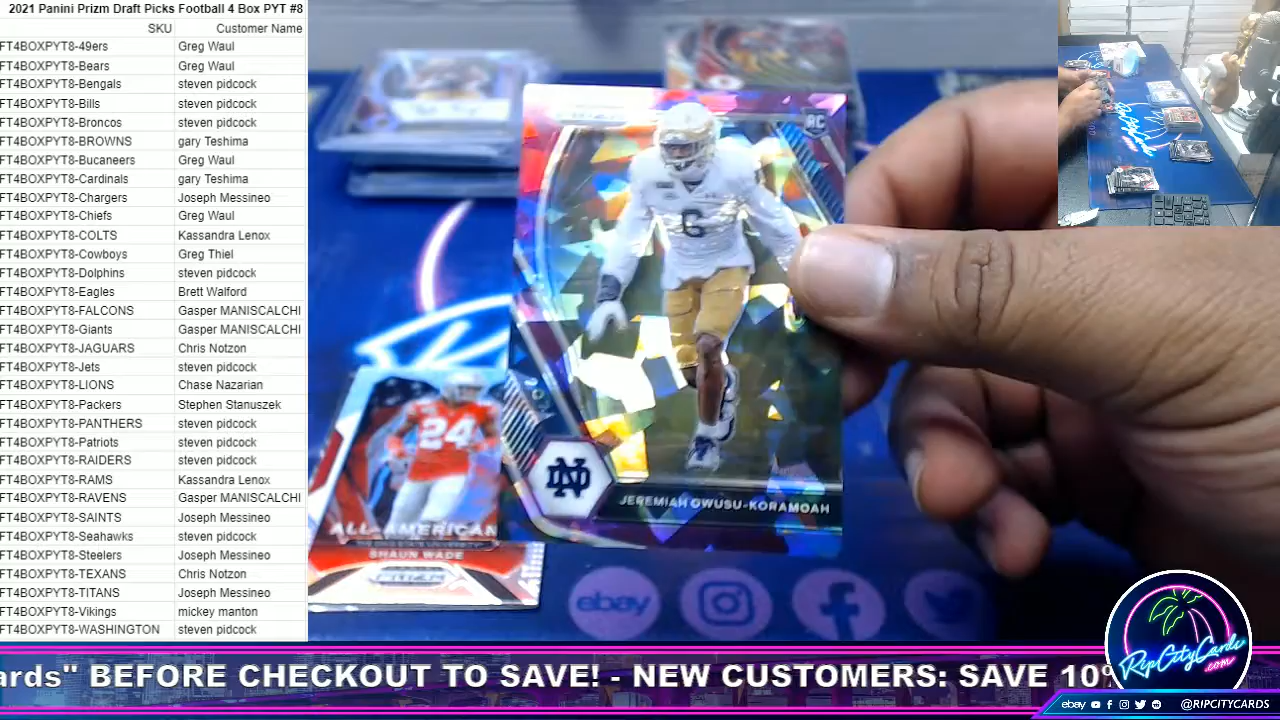 2021 Panini Prizm Draft Picks Football 4 Box PYT #8
SKU Customer Name
FT4BOXPYT8-49ers Greg Waul
FT4BOXPYT8-Bears Greg Waul
FT4BOXPYT8-Bengals steven pidcock
FT4BOXPYT8-Bills steven pidcock
FT4BOXPYT8-Broncos steven pidcock
FT4BOXPYT8-BROWNS gary Teshima
FT4BOXPYT8-Bucaneers Greg Waul
FT4BOXPYT8-Cardinals gary Teshima
FT4BOXPYT8-Chargers Joseph Messineo
FT4BOXPYT8-Chiefs Greg Waul
FT4BOXPYT8-COLTS Kassandra Lenox
FT4BOXPYT8-Cowboys Greg Thiel
FT4BOXPYT8-Dolphins steven pidcock
FT4BOXPYT8-Eagles Brett Walford
FT4BOXPYT8-FALCONS Gasper MANISCALCHI
FT4BOXPYT8-Giants Gasper MANISCALCHI
FT4BOXPYT8-JAGUARS Chris Notzon
FT4BOXPYT8-Jets steven pidcock
FT4BOXPYT8-LIONS Chase Nazarian
FT4BOXPYT8-Packers Stephen Stanuszek
FT4BOXPYT8-PANTHERS steven pidcock
FT4BOXPYT8-Patriots steven pidcock
FT4BOXPYT8-RAIDERS steven pidcock
FT4BOXPYT8-RAMS Kassandra Lenox
FT4BOXPYT8-RAVENS Gasper MANISCALCHI
FT4BOXPYT8-SAINTS Joseph Messineo
FT4BOXPYT8-Seahawks steven pidcock
FT4BOXPYT8-Steelers Joseph Messineo
FT4BOXPYT8-TEXANS Chris Notzon
FT4BOXPYT8-TITANS Joseph Messineo
FT4BOXPYT8-Vikings mickey manton
FT4BOXPYT8-WASHINGTON steven pidcock
RC
6
ND
JEREMIAH OWUSU-KORAMOAH
24
ALL-AMERICAN
SHAUN WADE
PRIZM
ebay
ards" BEFORE CHECKOUT TO SAVE! - NEW CUSTOMERS: SAVE 10%
RipCityCards
.com
ebay @RIPCITYCARDS